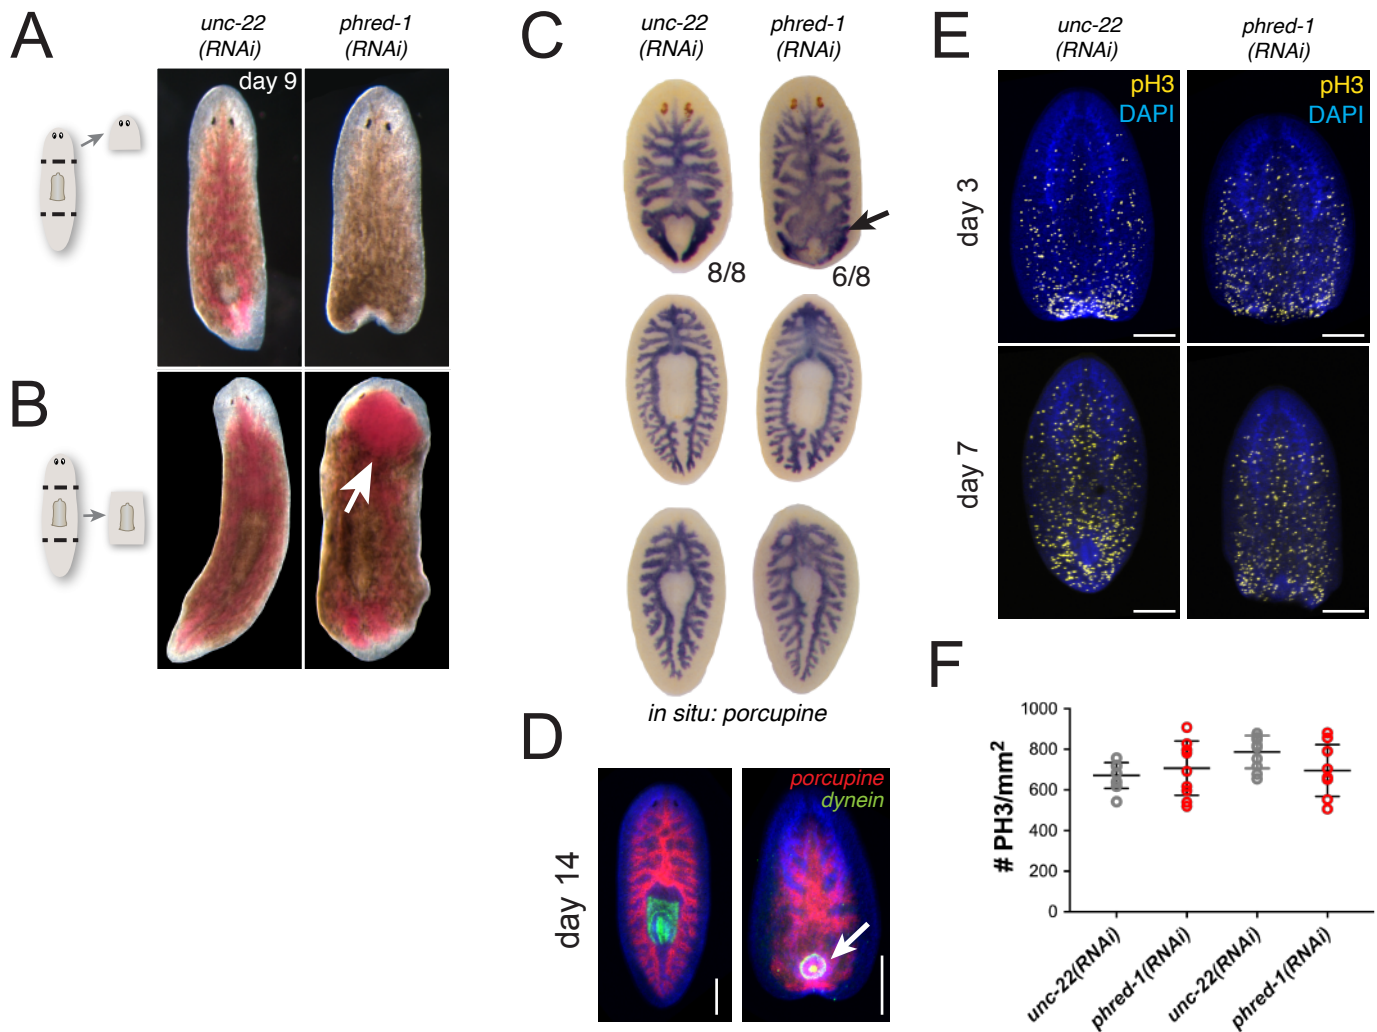 A
unc-22
(RNAi)
phred-1
(RNAi)
day 9
B
C
unc-22
(RNAi)
phred-1
(RNAi)
8/8
6/8
in situ: porcupine
D
day 14
porcupine
dynein
E
unc-22
(RNAi)
phred-1
(RNAi)
day 3
pH3
DAPI
pH3
DAPI
day 7
F
# PH3/mm²
1000
800
600
400
200
0
unc-22(RNAi)
phred-1(RNAi)
unc-22(RNAi)
phred-1(RNAi)